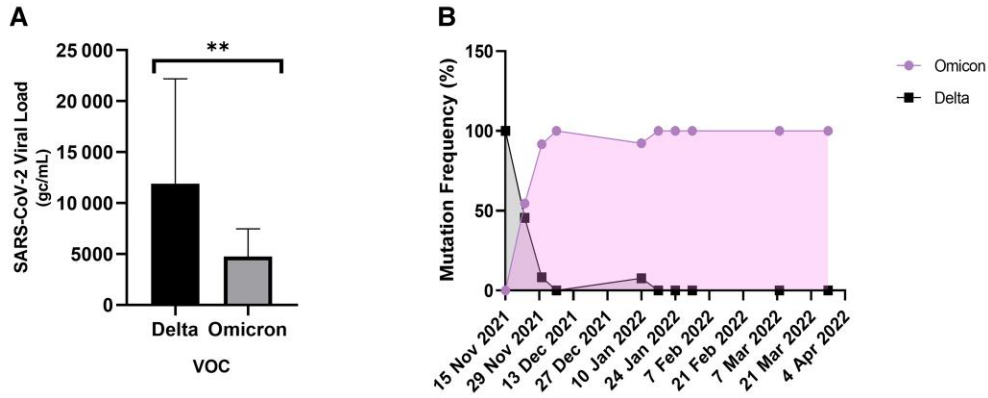 A
SARS-CoV-2 Viral Load
(gc/mL)
25 000
20 000
15 000
10 000
5000
0
**
Delta Omicron
VOC
B
Mutation Frequency (%)
150
100
50
0
15 Nov 2021
29 Nov 2021
13 Dec 2021
27 Dec 2021
10 Jan 2022
24 Jan 2022
7 Feb 2022
21 Feb 2022
7 Mar 2022
21 Mar 2022
4 Apr 2022
Omicon
Delta